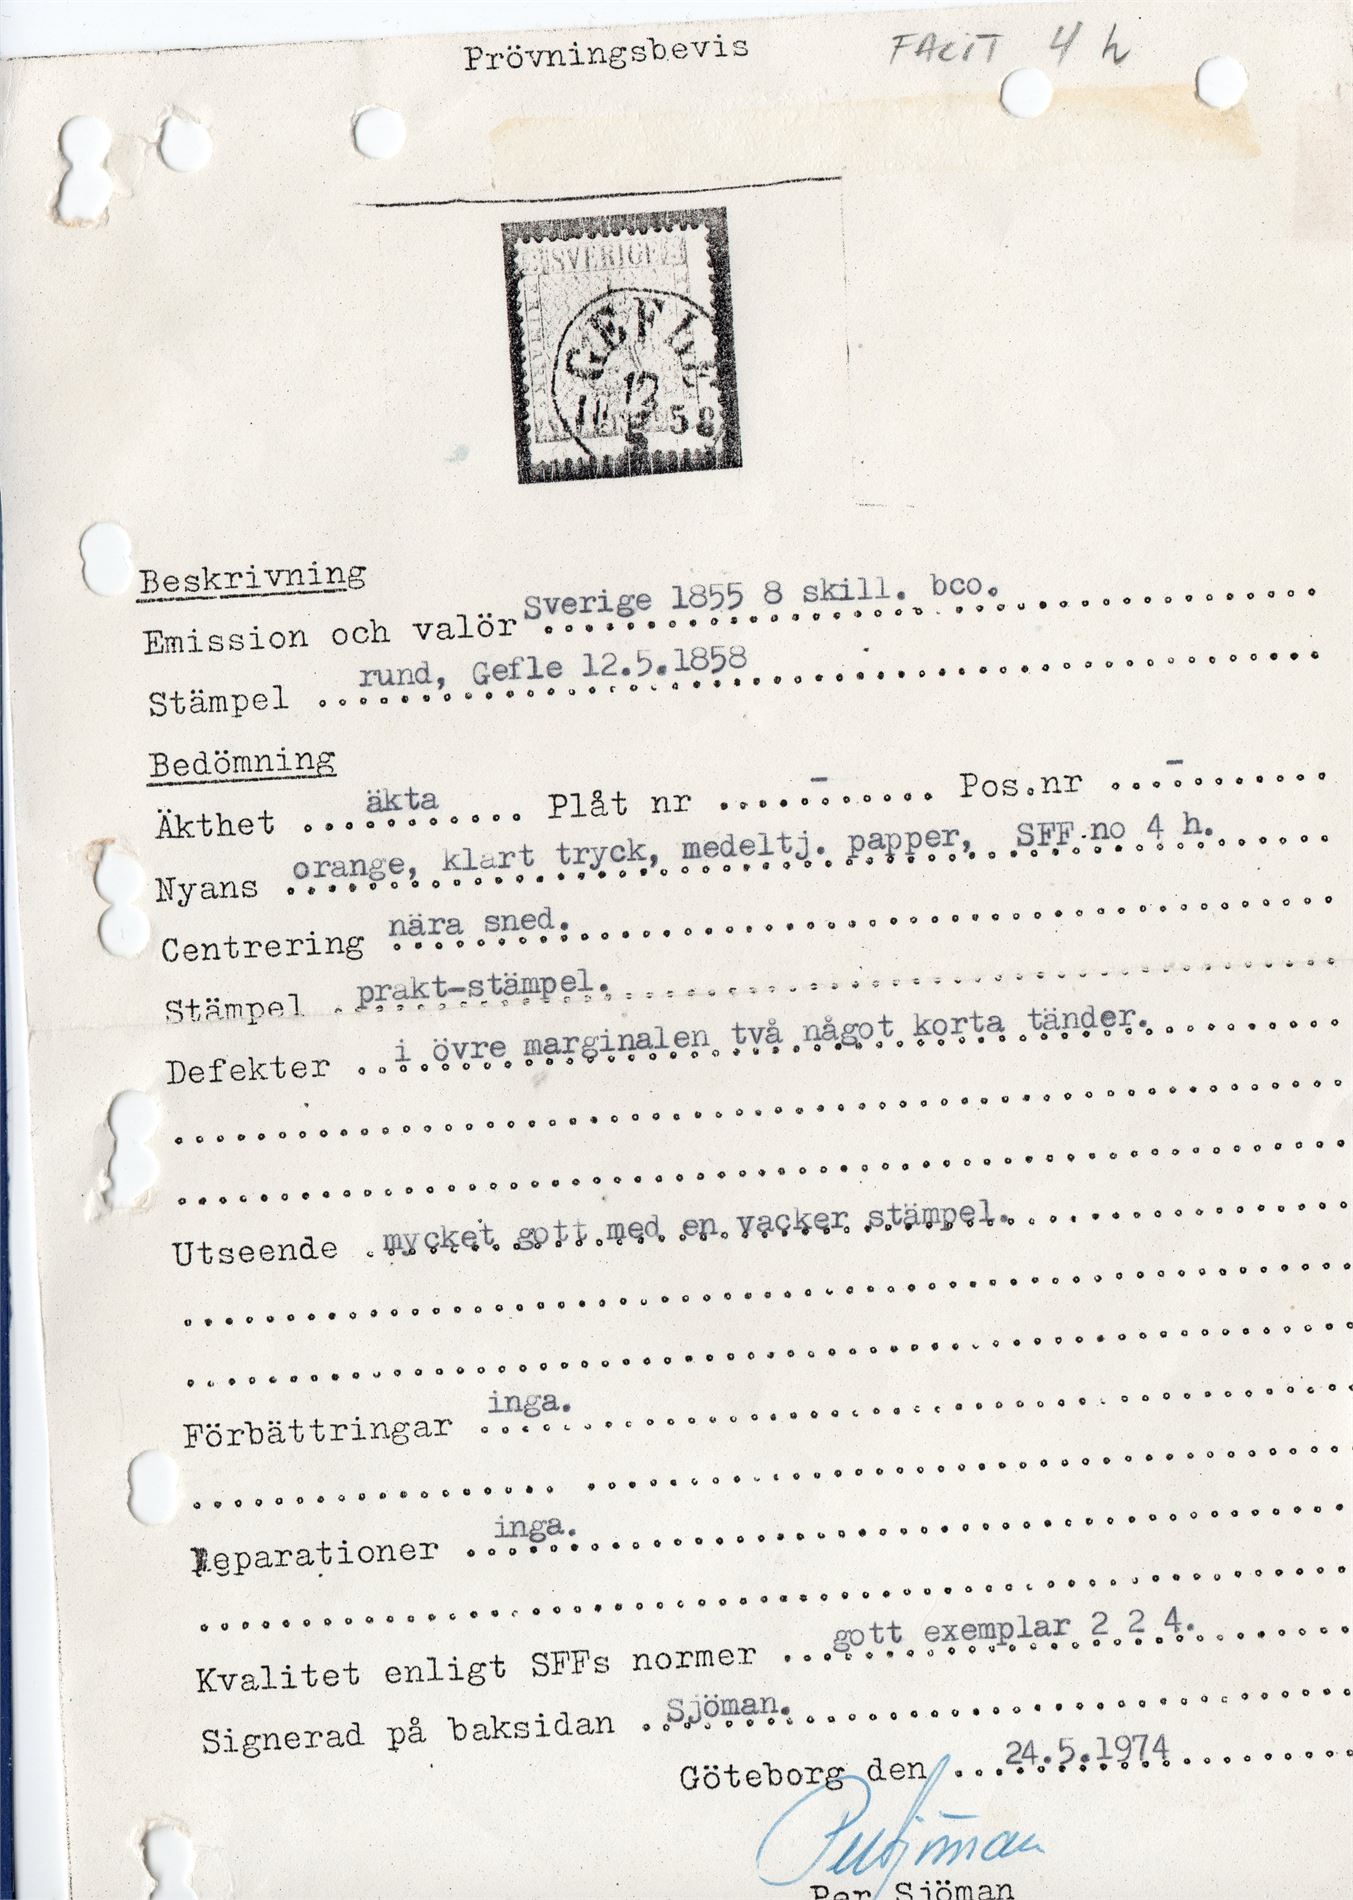 Prövningsbevis FACIT 4 h
SVERIGE
GEFLE
12
5 58
Beskrivning
Emission och valör Sverige 1855 8 skill. bco.
Stämpel rund, Gefle 12.5.1858
Bedömning
Äkthet äkta Plåt nr - Pos.nr -
Nyans orange, klart tryck, medeltj. papper, SFF no 4 h.
Centrering nära sned.
Stämpel prakt-stämpel.
Defekter i övre marginalen två något korta tänder.
Utseende mycket gott med en vacker stämpel.
Förbättringar inga.
Reparationer inga.
Kvalitet enligt SFFs normer gott exemplar 2 2 4.
Signerad på baksidan Sjöman.
Göteborg den 24.5.1974
Per Sjöman
Per Sjöman